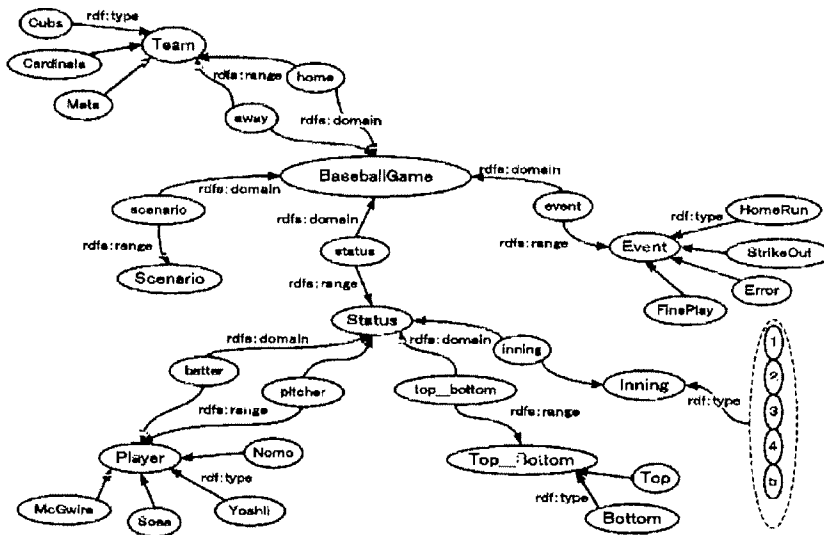 Cubs
rdf:type
Team
Cardinals
Mets
rdfs:range
home
away
rdfs:domain
BaseballGame
rdfs:domain
scenario
rdfs:domain
rdfs:domain
event
HomeRun
rdf:type
rdfs:range
status
rdfs:range
Event
StrikeOut
Scenario
rdfs:range
Error
FinePlay
Status
rdfs:domain
rdfs:domain
inning
1
batter
pitcher
top_bottom
Inning
2
rdfs:range
rdfs:range
rdf:type
3
4
Player
Nomo
Top_Bottom
rdf:type
Top
McGwire
Sosa
Yoshii
rdf:type
Bottom